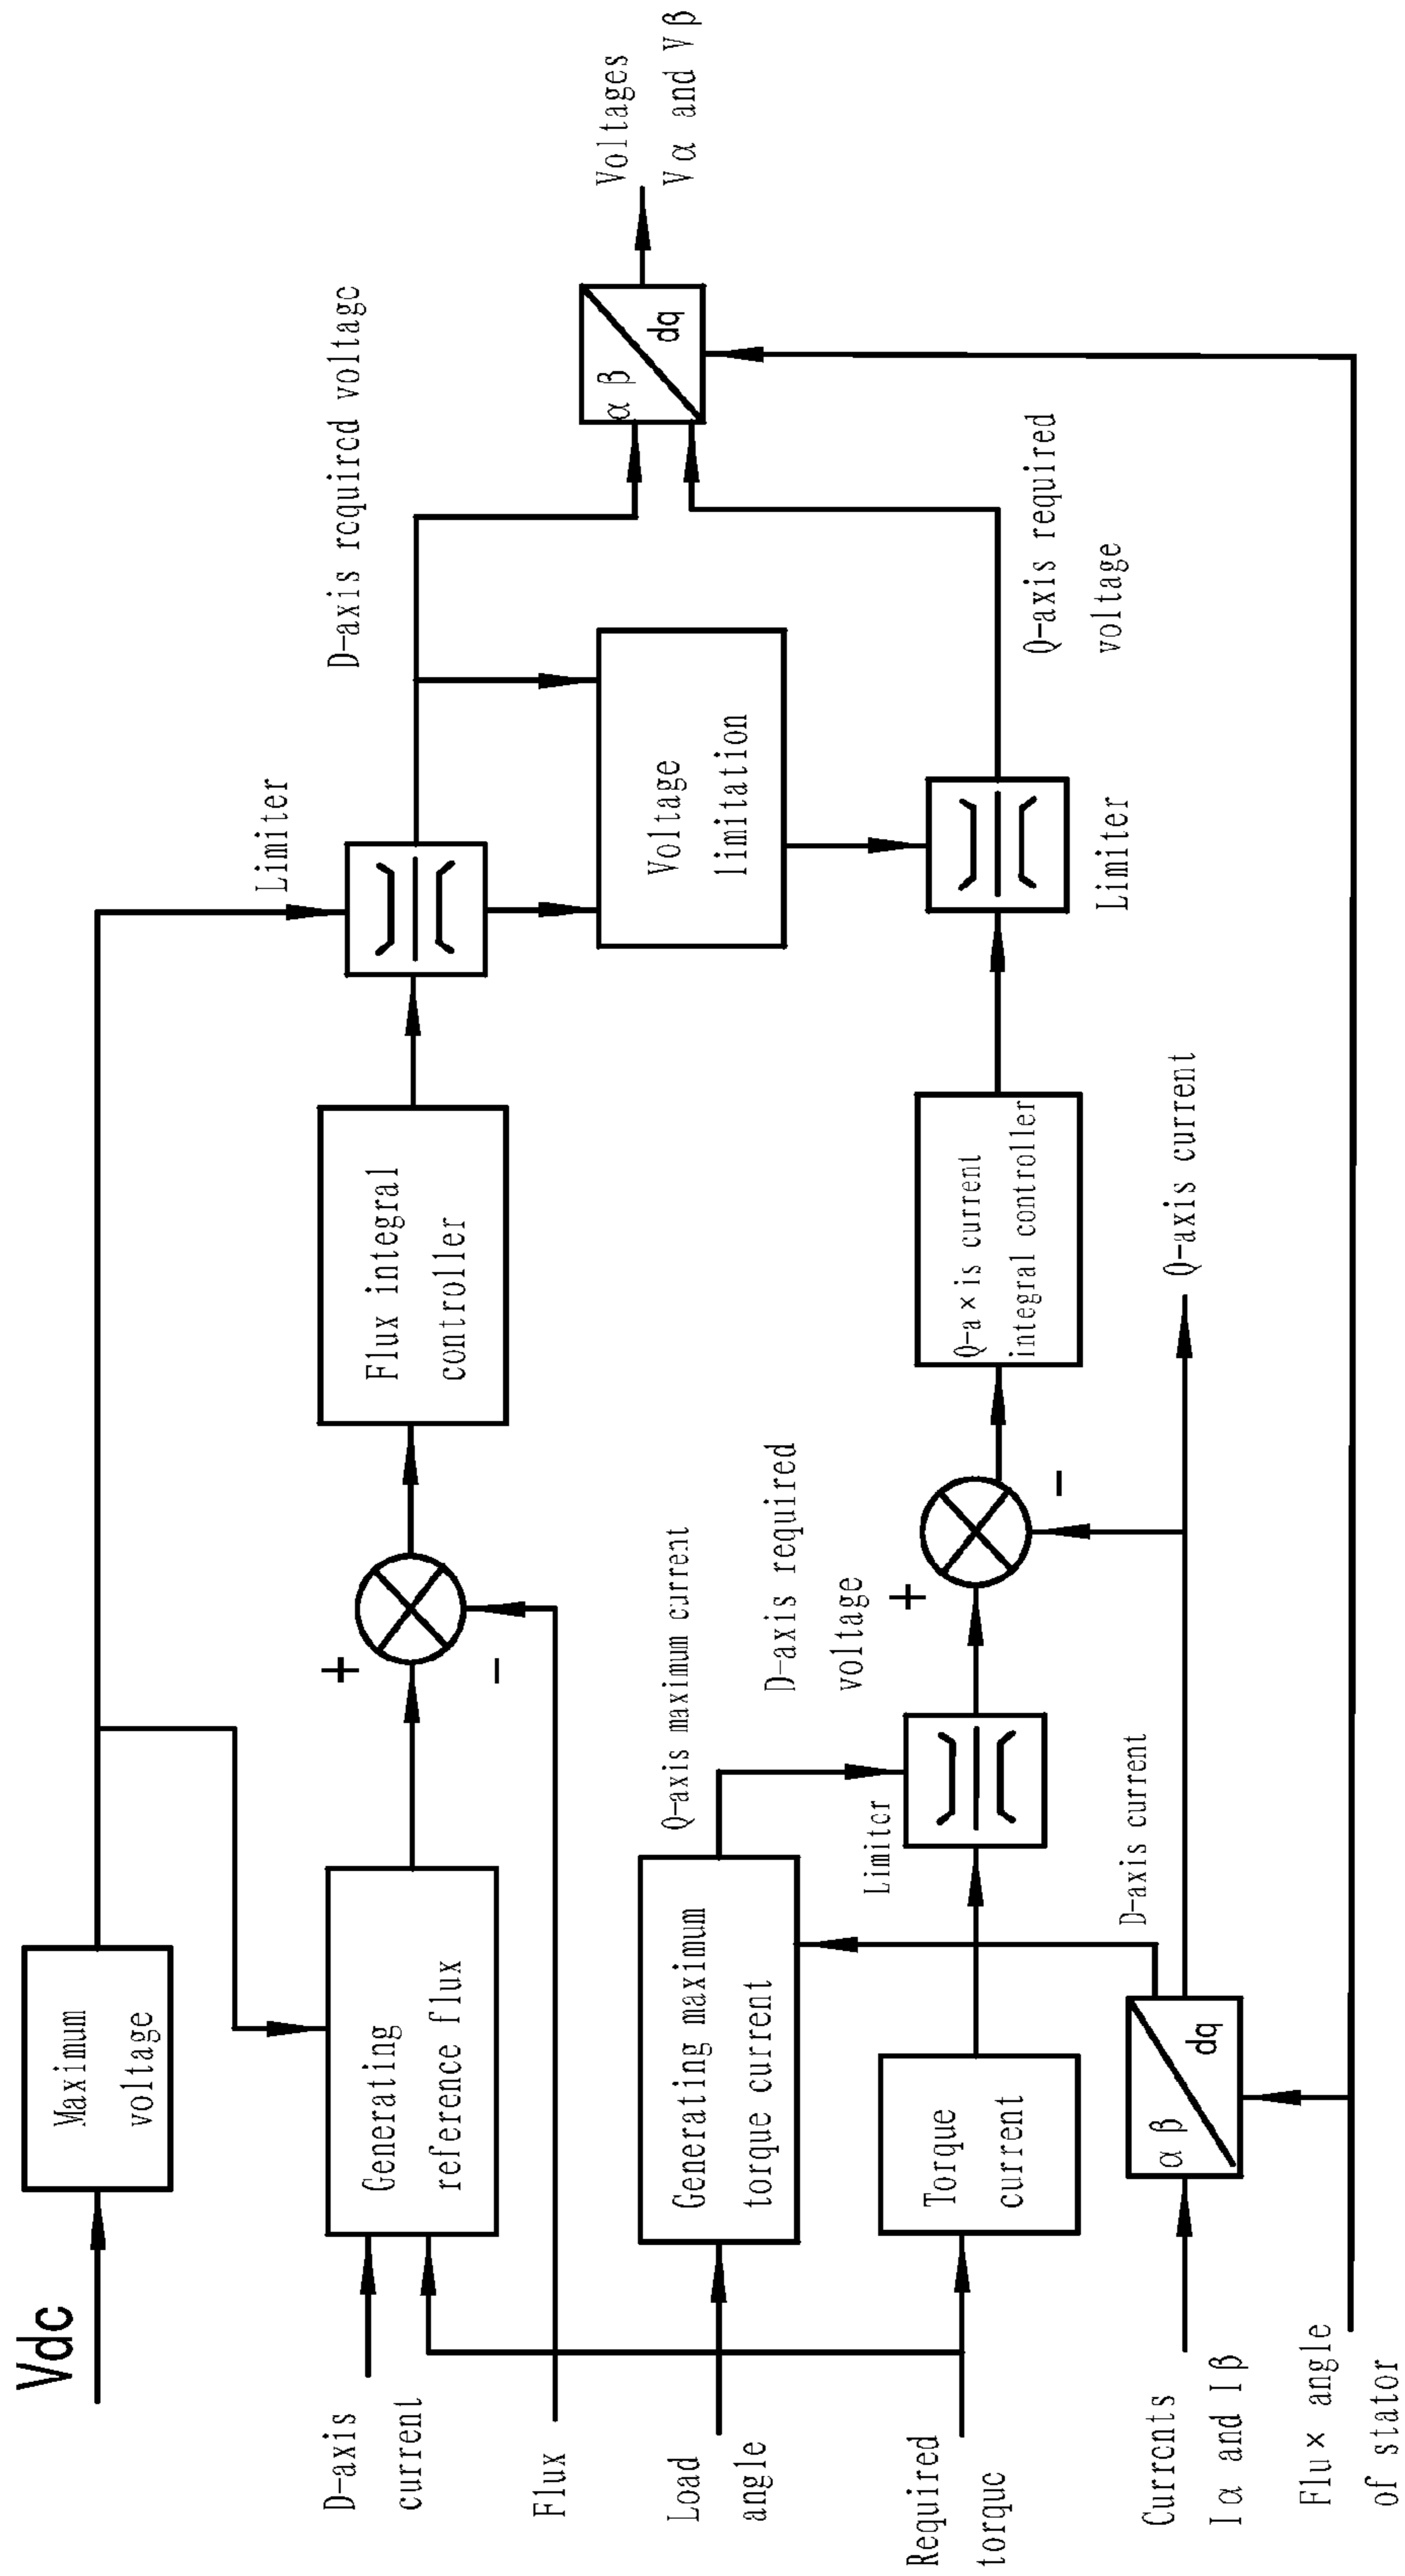 Vdc
Maximum
voltage
D-axis
current
Generating
reference flux
+
-
Flux
Flux integral
controller
Limiter
D-axis required voltage
Voltage
limitation
αβ
dq
Voltages
Vα and Vβ
Load
angle
Generating maximum
torque current
Q-axis maximum current
Limiter
D-axis required
voltage
Required
torque
Torque
current
+
-
Q-axis current
integral controller
Limiter
Q-axis required
voltage
Currents
Iα and Iβ
αβ
dq
D-axis current
Q-axis current
Flux angle
of stator